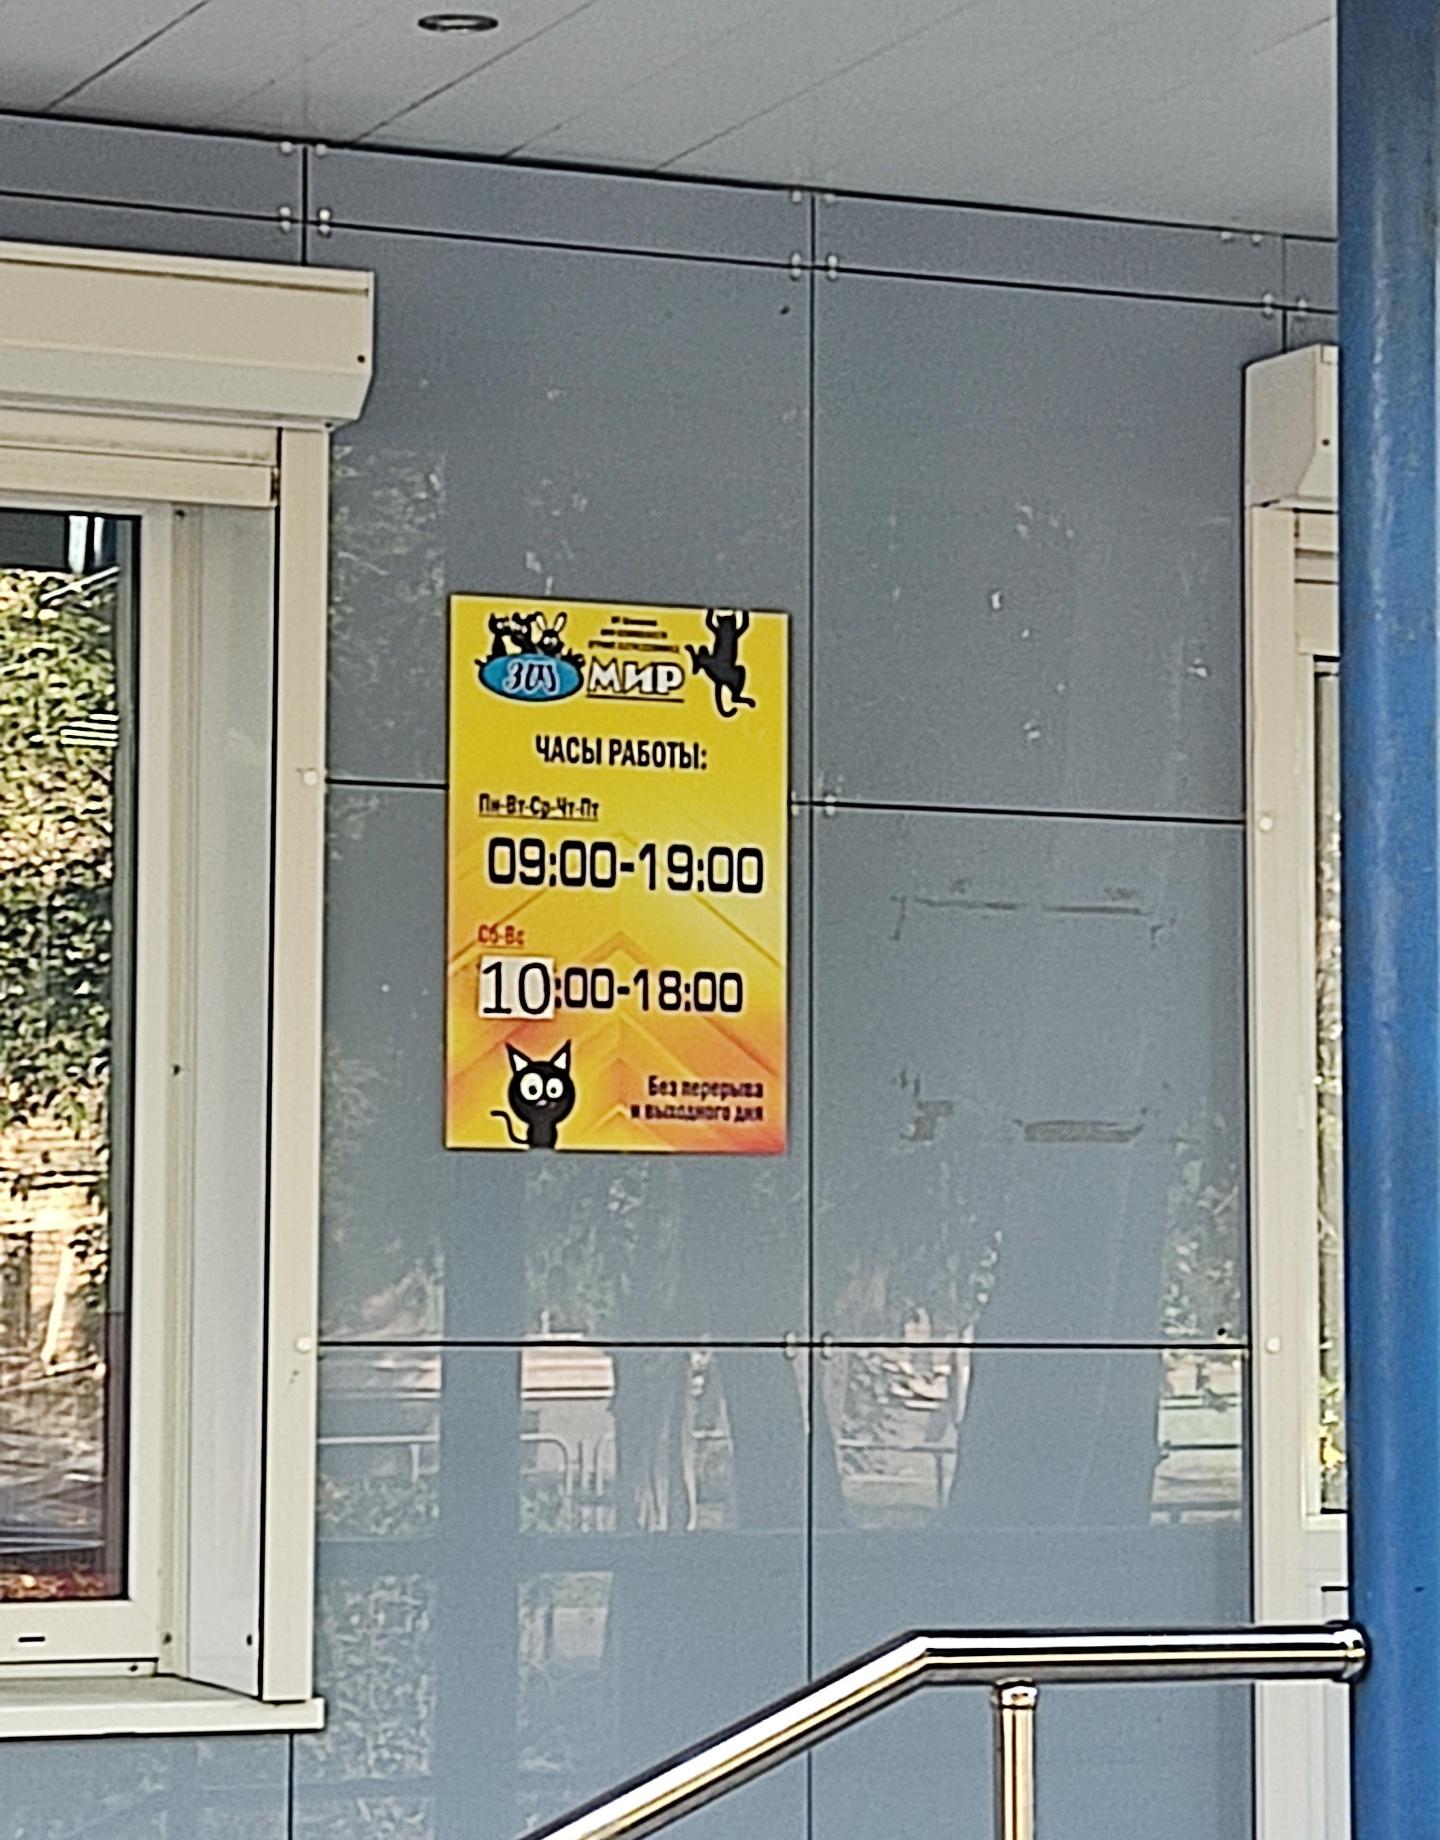 ЗОО МИР
ЧАСЫ РАБОТЫ:
Пн-Вт-Ср-Чт-Пт
09:00-19:00
Сб-Вс
10:00-18:00
Без перерыва
и выходного дня